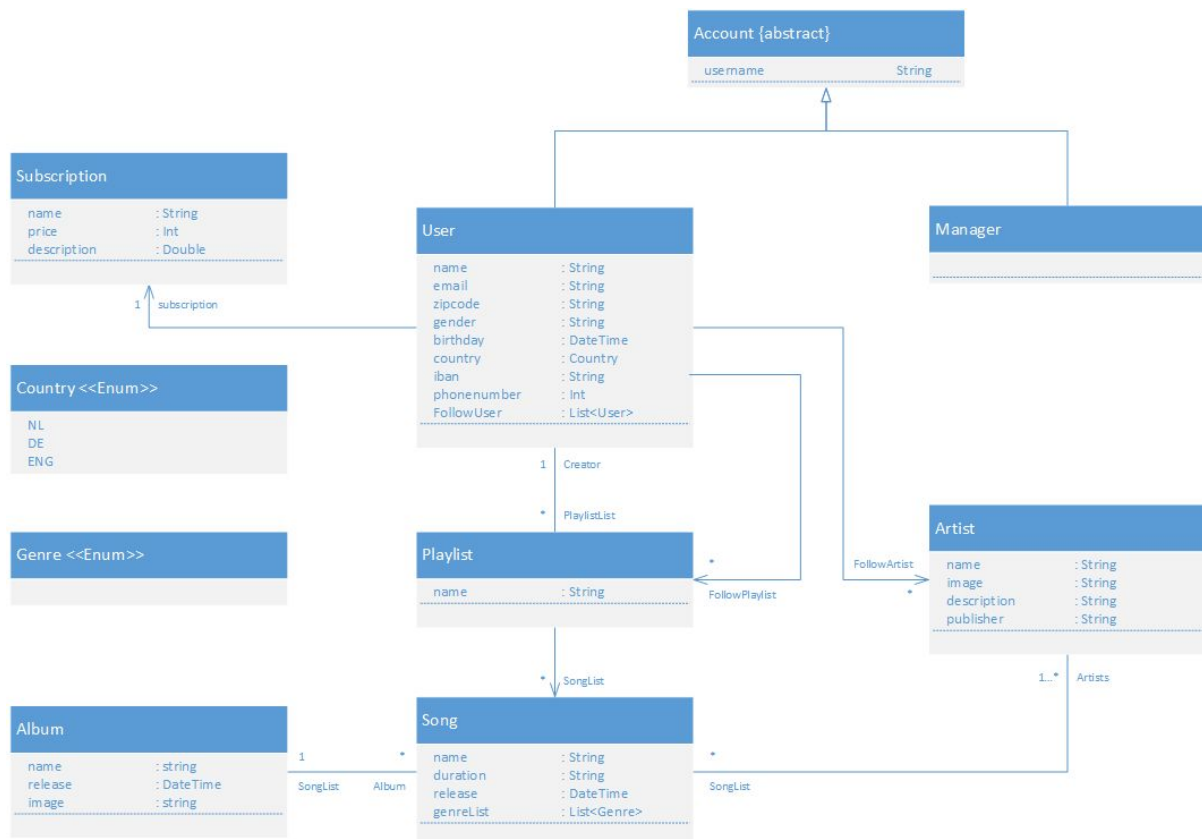 Account {abstract}
username String
Subscription
name : String
price : Int
description : Double
1 subscription
User
name : String
email : String
zipcode : String
gender : String
birthday : DateTime
country : Country
iban : String
phonenumber : Int
FollowUser : List<User>
Manager
Country <<Enum>>
NL
DE
ENG
1 Creator
* PlaylistList
Genre <<Enum>>
Playlist
name : String
*
FollowPlaylist
FollowArtist
*
Artist
name : String
image : String
description : String
publisher : String
* SongList
1...* Artists
Album
name : string
release : DateTime
image : string
1 *
SongList Album
Song
name : String
duration : String
release : DateTime
genreList : List<Genre>
*
SongList